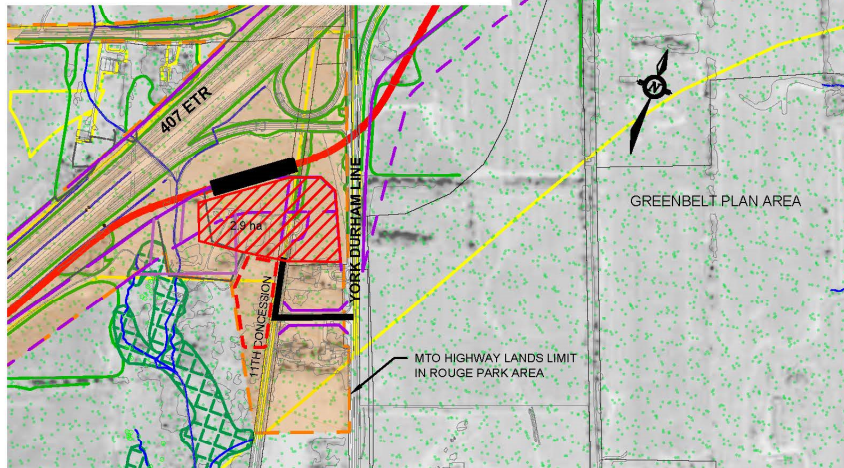 407 ETR
N
YORK DURHAM LINE
GREENBELT PLAN AREA
2.9 ha
11TH CONCESSION
MTO HIGHWAY LANDS LIMIT
IN ROUGE PARK AREA